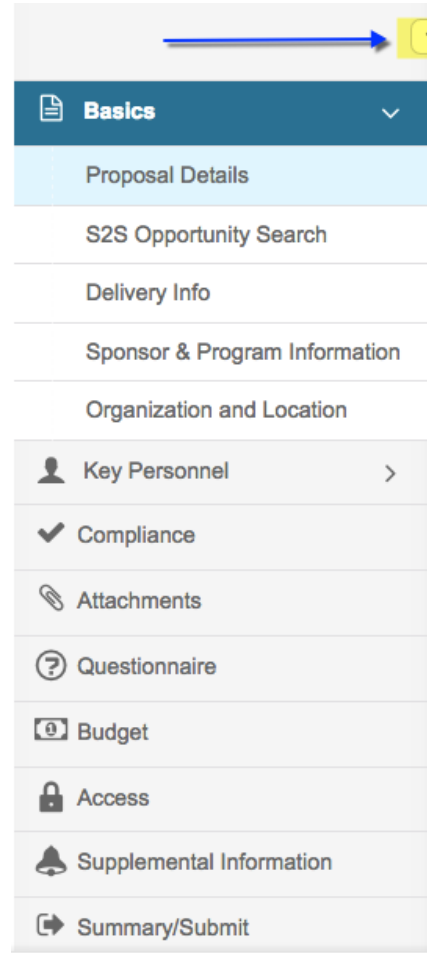 Basics
Proposal Details
S2S Opportunity Search
Delivery Info
Sponsor & Program Information
Organization and Location
Key Personnel
Compliance
Attachments
Questionnaire
Budget
Access
Supplemental Information
Summary/Submit